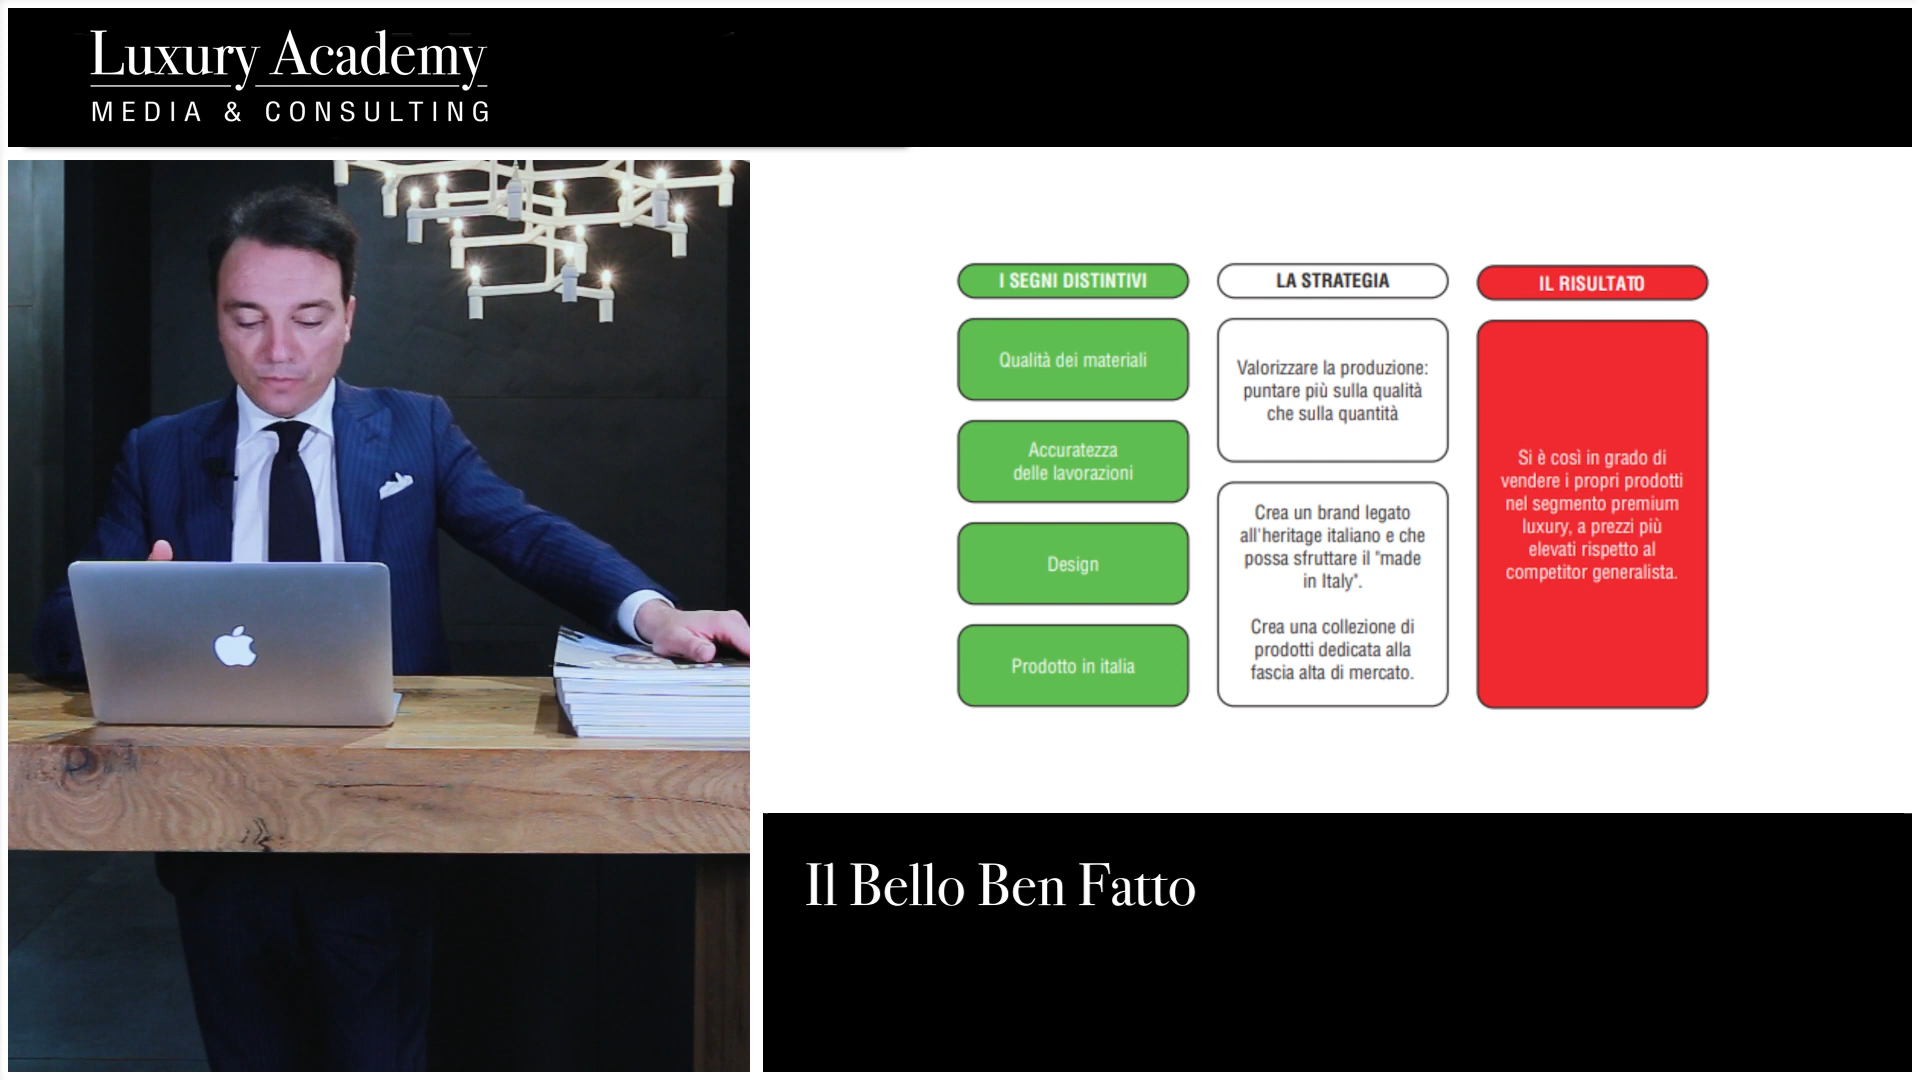 Luxury Academy
MEDIA & CONSULTING
I SEGNI DISTINTIVI
Qualità dei materiali
Accuratezza
delle lavorazioni
Design
Prodotto in italia
LA STRATEGIA
Valorizzare la produzione:
puntare più sulla qualità
che sulla quantità
Crea un brand legato
all'heritage italiano e che
possa sfruttare il "made
in Italy".
Crea una collezione di
prodotti dedicata alla
fascia alta di mercato.
IL RISULTATO
Si è così in grado di
vendere i propri prodotti
nel segmento premium
luxury, a prezzi più
elevati rispetto al
competitor generalista.
Il Bello Ben Fatto